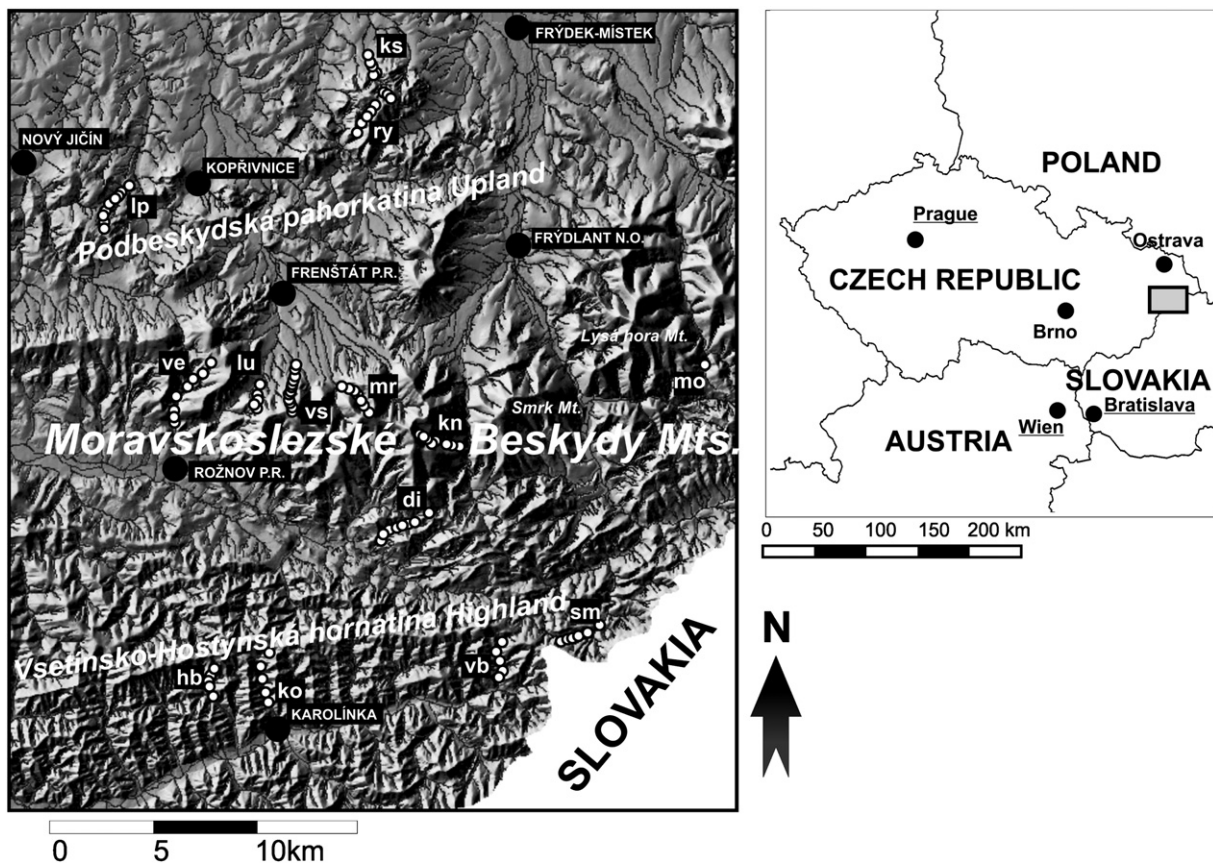 FRÝDEK-MÍSTEK
ks
ry
NOVÝ JIČÍN
KOPŘIVNICE
lp
Podbeskydská pahorkatina Upland
FRÝDLANT N.O.
FRENŠTÁT P.R.
Lysá hora Mt.
ve
lu
vs
mr
mo
Smrk Mt.
kn
Moravskoslezské Beskydy Mts.
ROŽNOV P.R.
di
Vsetínsko-Hostýnská hornatina Highland
sm
hb
ko
vb
KAROLÍNKA
SLOVAKIA
0 5 10km
POLAND
Prague
Ostrava
CZECH REPUBLIC
Brno
SLOVAKIA
Bratislava
Wien
AUSTRIA
0 50 100 150 200 km
N